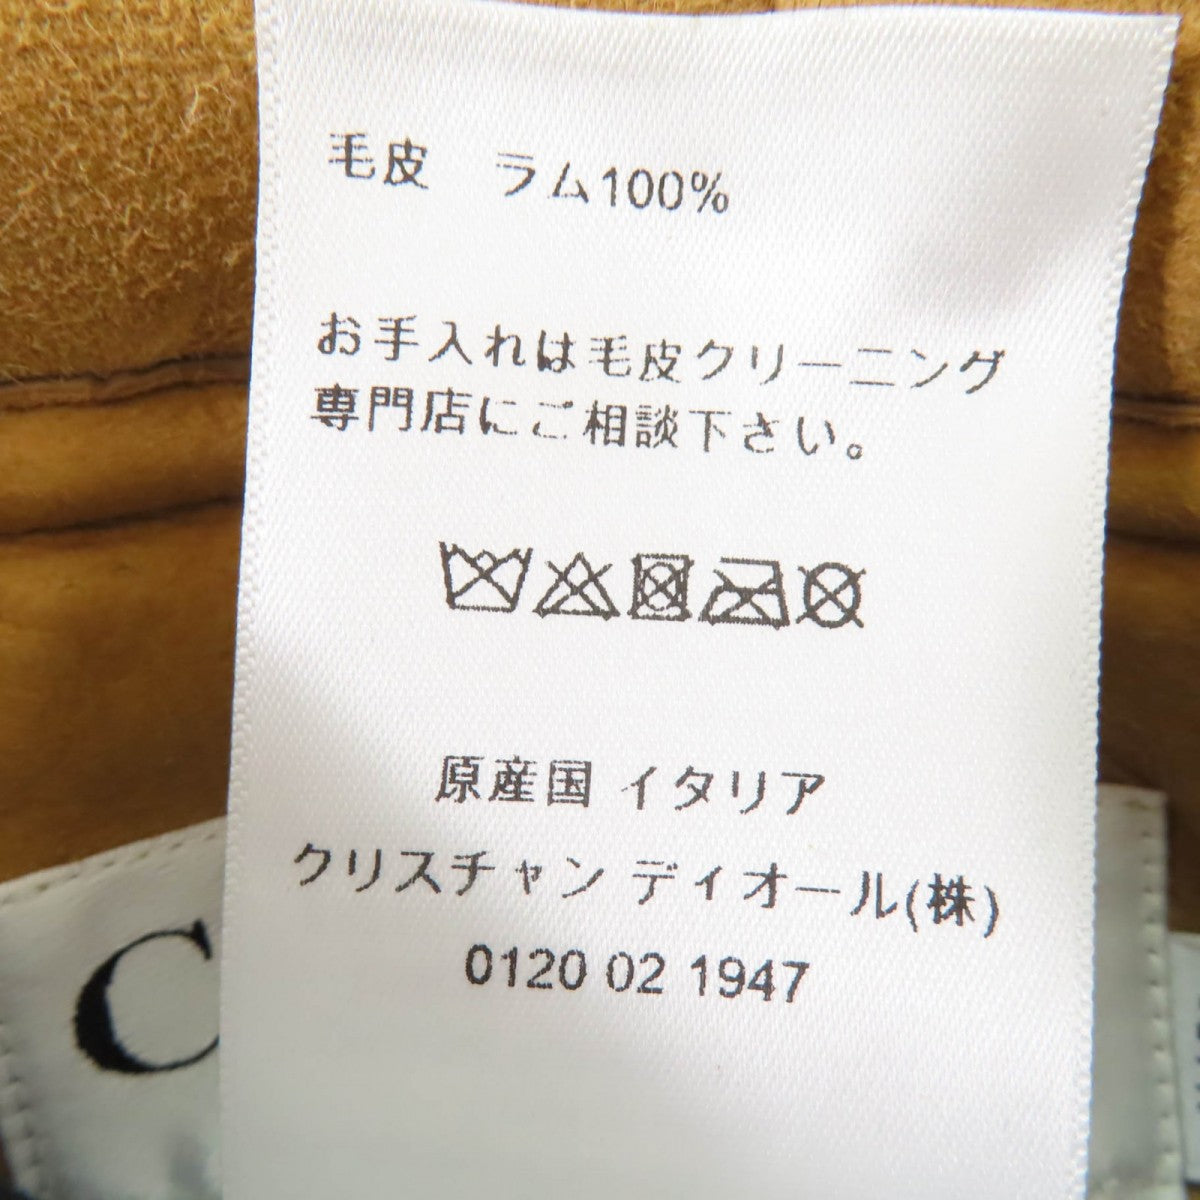 毛皮　ラム100%
お手入れは毛皮クリーニング
専門店にご相談下さい。
原産国 イタリア
クリスチャン ディオール(株)
0120 02 1947
C